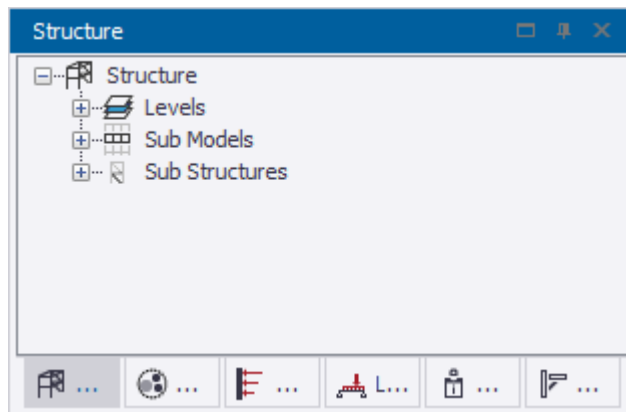 Structure
Structure
Levels
Sub Models
Sub Structures
... ... ... L... ... ...